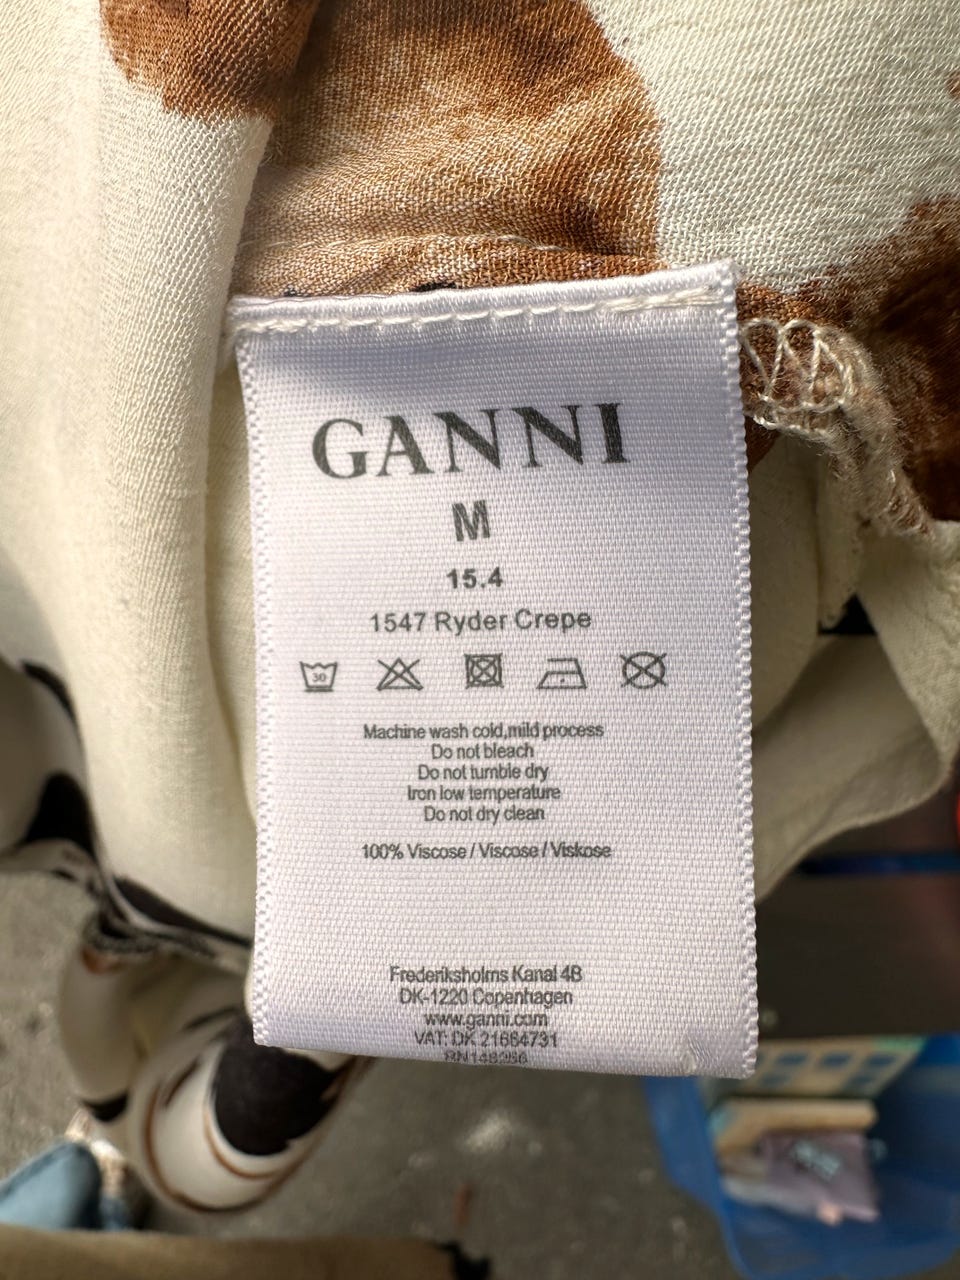 GANNI
M
15.4
1547 Ryder Crepe
30
Machine wash cold,mild process
Do not bleach
Do not tumble dry
Iron low temperature
Do not dry clean
100% Viscose / Viscose / Viskose
Frederiksholms Kanal 4B
DK-1220 Copenhagen
www.ganni.com
VAT: DK 21664731